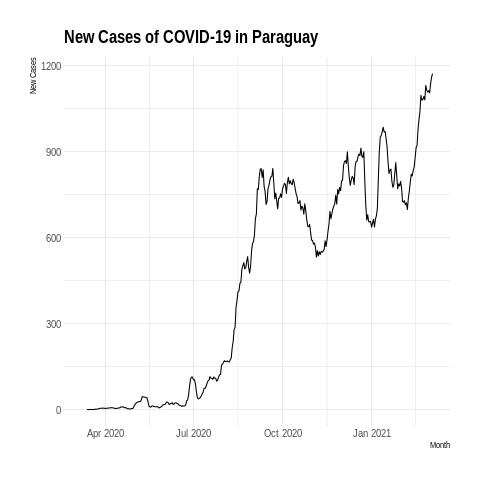 New Cases of COVID-19 in Paraguay
New Cases
1200
900
600
300
0
Apr 2020
Jul 2020
Oct 2020
Jan 2021
Month